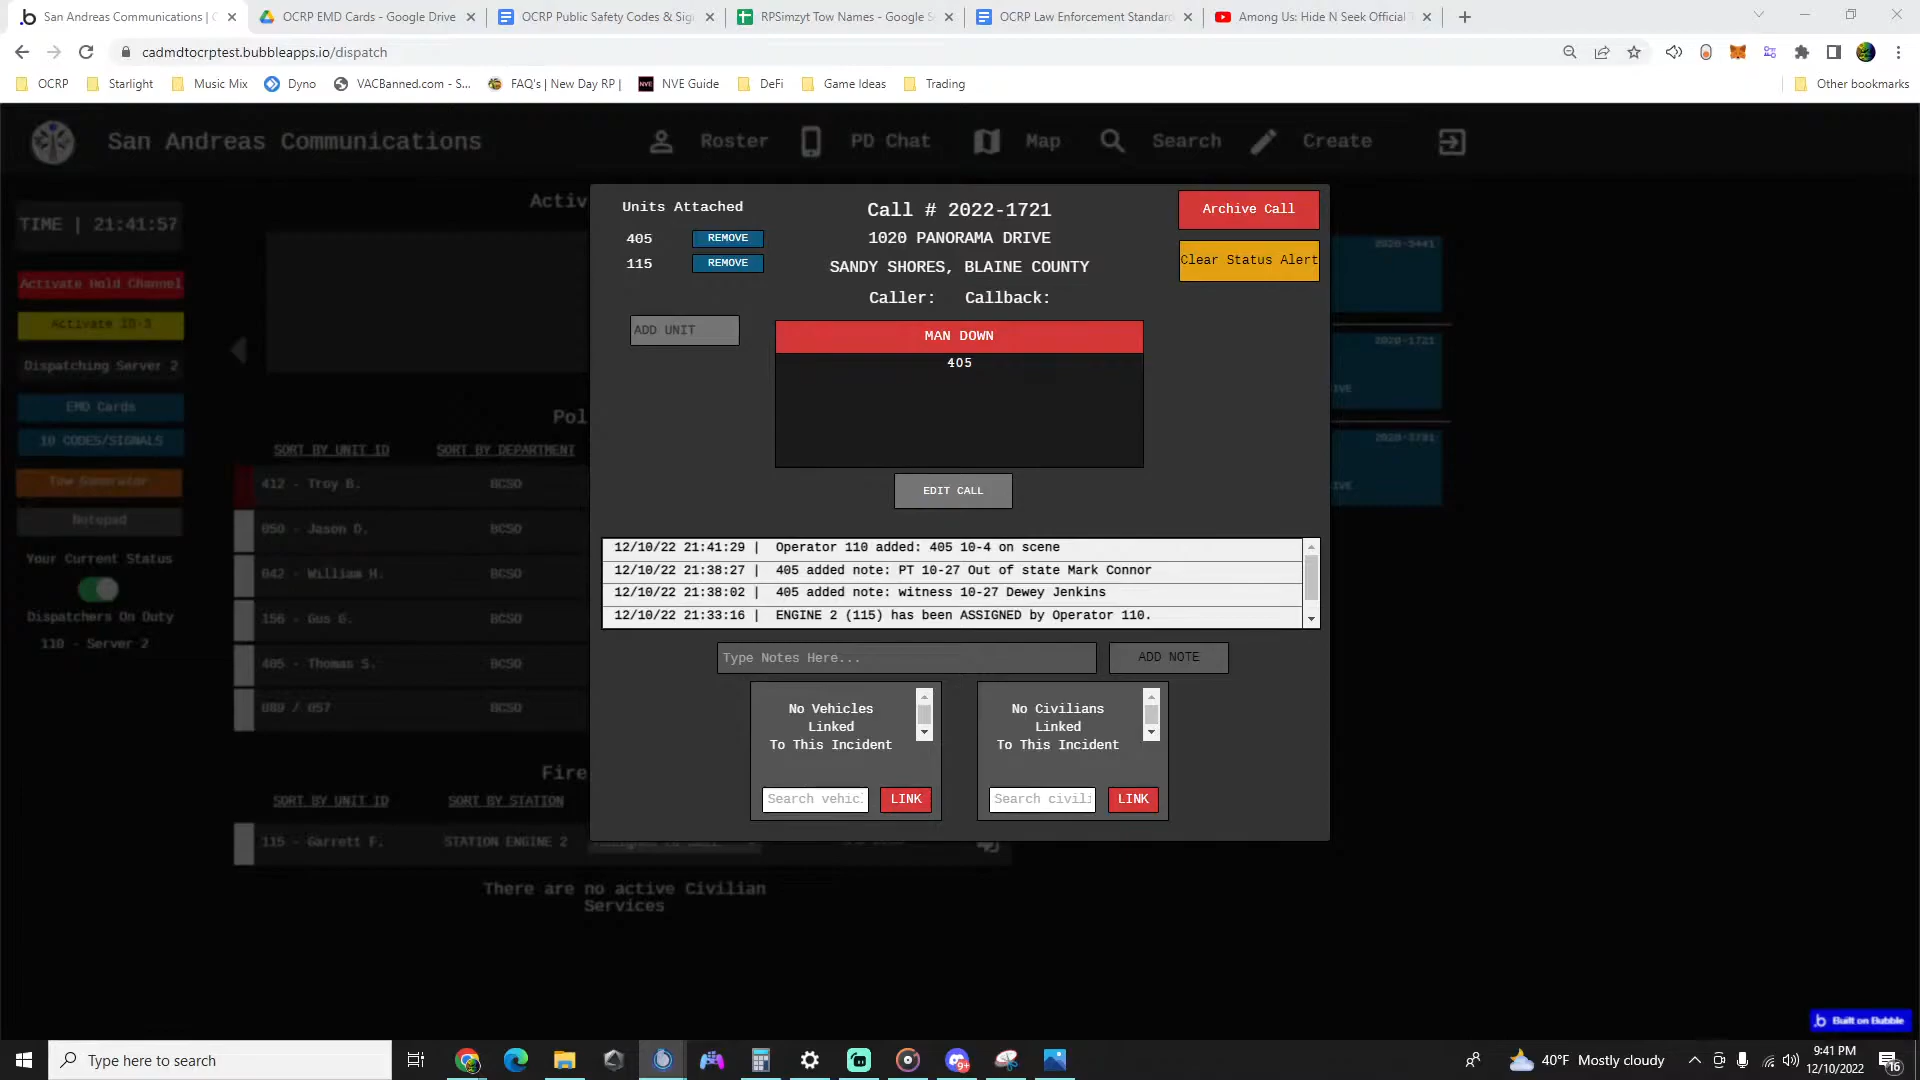 San Andreas Communications | C
OCRP EMD Cards - Google Drive
OCRP Public Safety Codes & Sig
RPSimzyt Tow Names - Google S
OCRP Law Enforcement Standard
Among Us: Hide N Seek Official T
cadmdtocrptest.bubbleapps.io/dispatch
OCRP
Starlight
Music Mix
Dyno
VACBanned.com - S...
FAQ's | New Day RP |
NVE Guide
DeFi
Game Ideas
Trading
Other bookmarks
San Andreas Communications
Roster
PD Chat
Map
Search
Create
TIME | 21:41:57
Activate Hold Channel
Activate 10-3
Dispatching Server 2
EMD Cards
10 CODES/SIGNALS
Tow Generator
Notepad
Your Current Status
Dispatchers On Duty
110 - Server 2
Activ
Pol
SORT BY UNIT ID
SORT BY DEPARTMENT
412 - Troy B.
BCSO
050 - Jason D.
BCSO
042 - William H.
BCSO
156 - Gus G.
BCSO
405 - Thomas S.
BCSO
089 / 057
BCSO
Fire
SORT BY UNIT ID
SORT BY STATION
115 - Garrett F.
STATION ENGINE 2
There are no active Civilian
Services
Units Attached
405
REMOVE
115
REMOVE
ADD UNIT
Call # 2022-1721
1020 PANORAMA DRIVE
SANDY SHORES, BLAINE COUNTY
Caller: Callback:
Archive Call
Clear Status Alert
MAN DOWN
405
EDIT CALL
12/10/22 21:41:29 | Operator 110 added: 405 10-4 on scene
12/10/22 21:38:27 | 405 added note: PT 10-27 Out of state Mark Connor
12/10/22 21:38:02 | 405 added note: witness 10-27 Dewey Jenkins
12/10/22 21:33:16 | ENGINE 2 (115) has been ASSIGNED by Operator 110.
Type Notes Here...
ADD NOTE
No Vehicles
Linked
To This Incident
Search vehic
LINK
No Civilians
Linked
To This Incident
Search civili
LINK
IVE
IVE
Built on Bubble
Type here to search
9+
40°F Mostly cloudy
9:41 PM
12/10/2022
16